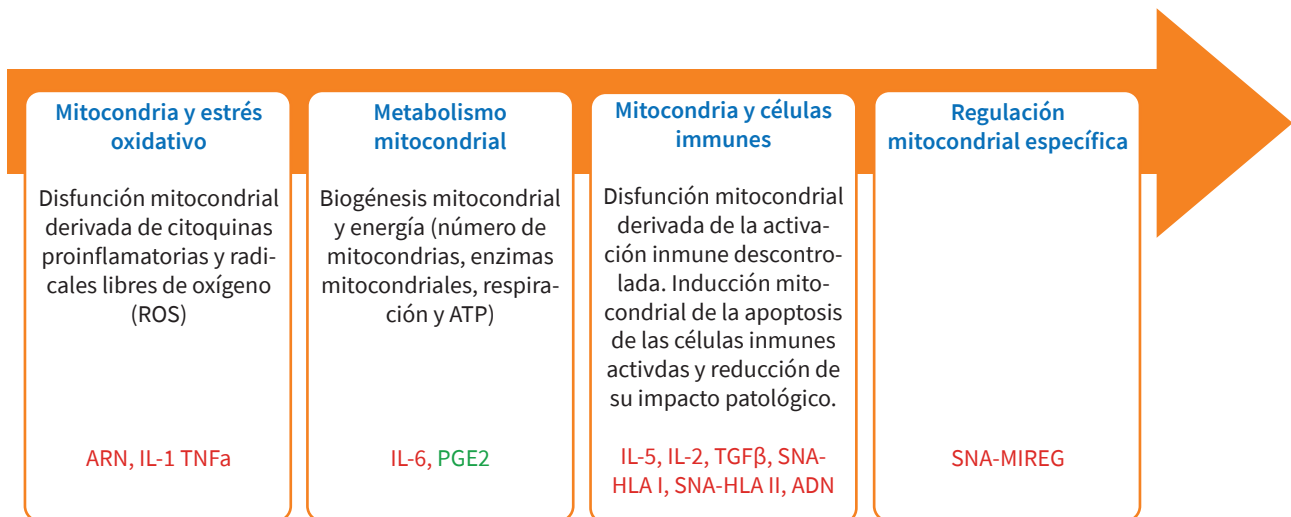 Mitocondria y estrés
oxidativo
Disfunción mitocondrial
derivada de citoquinas
proinflamatorias y radi-
cales libres de oxígeno
(ROS)
ARN, IL-1 TNFa
Metabolismo
mitocondrial
Biogénesis mitocondrial
y energía (número de
mitocondrias, enzimas
mitocondriales, respira-
ción y ATP)
IL-6, PGE2
Mitocondria y células
immunes
Disfunción mitocondrial
derivada de la activa-
ción inmune descontro-
lada. Inducción mito-
condrial de la apoptosis
de las células inmunes
activdas y reducción de
su impacto patológico.
IL-5, IL-2, TGFβ, SNA-
HLA I, SNA-HLA II, ADN
Regulación
mitocondrial específica
SNA-MIREG